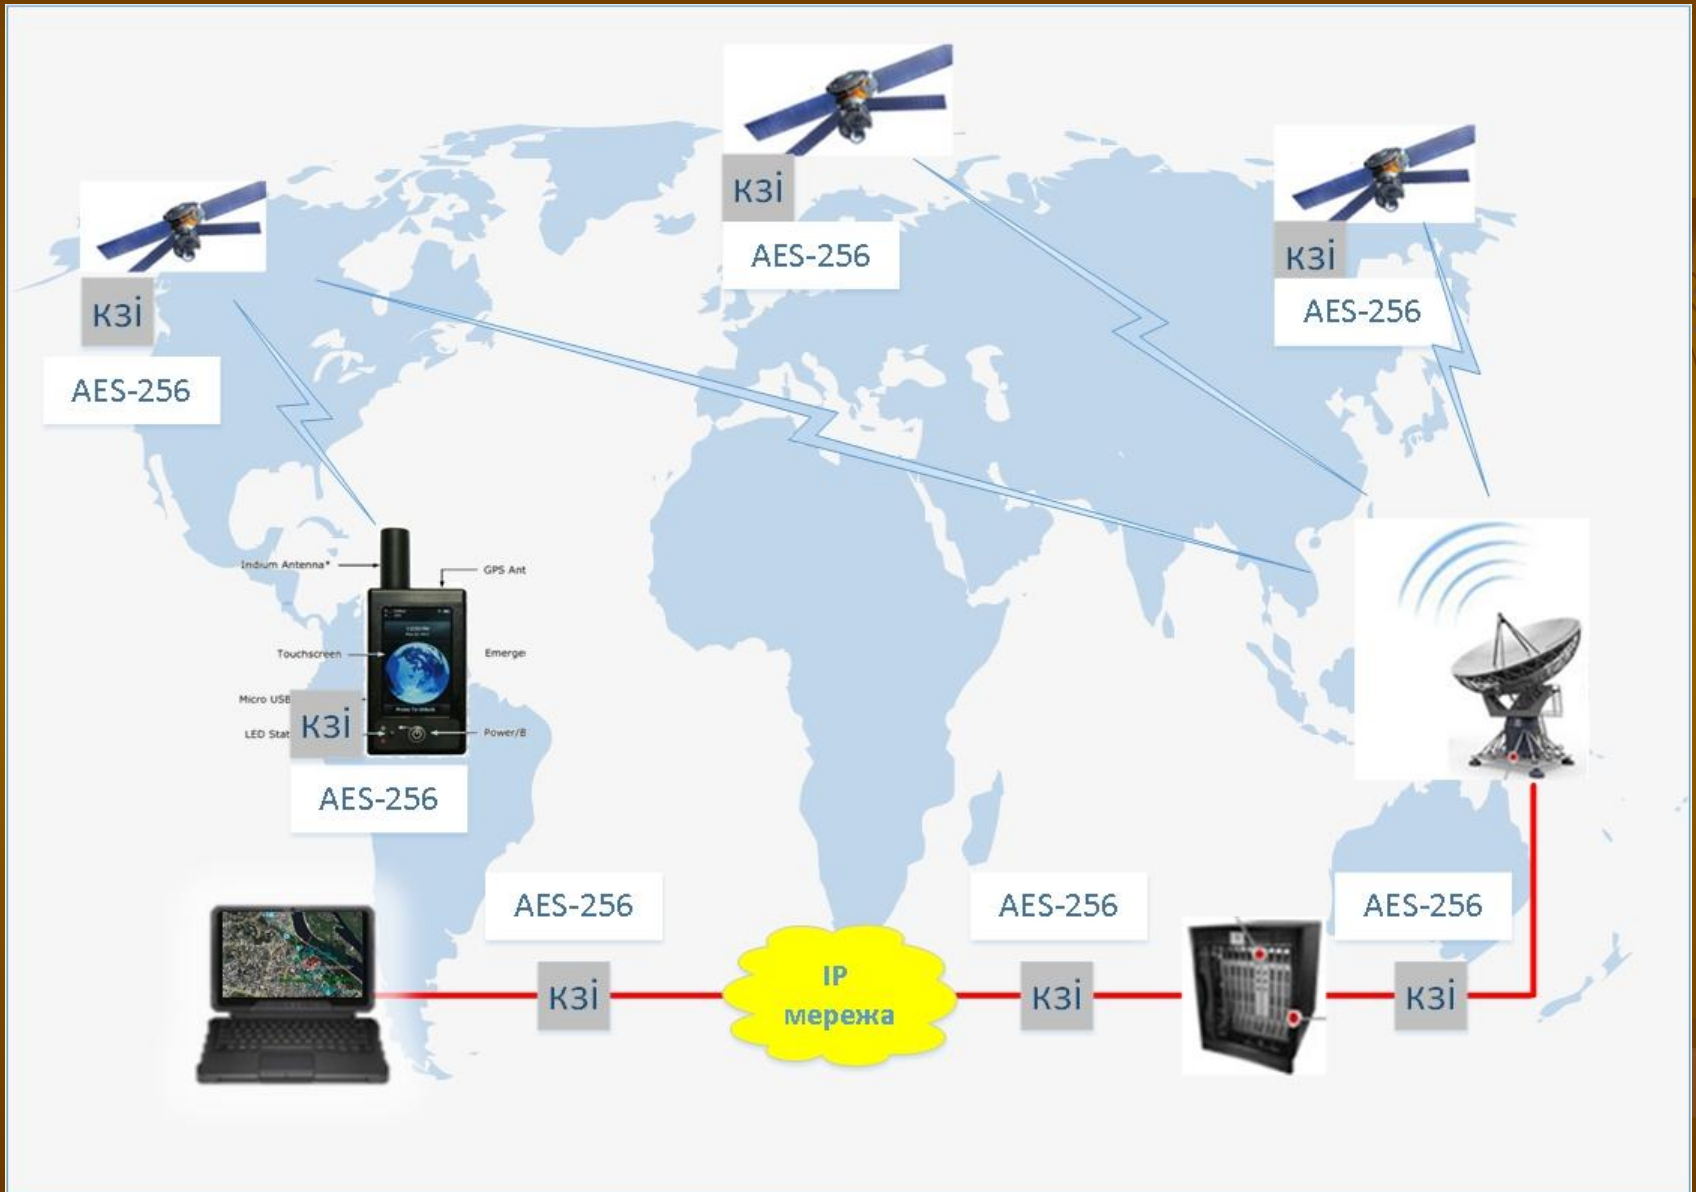 КЗІ
AES-256
КЗІ
AES-256
КЗІ
AES-256
Indium Antenna*
GPS Ant
Touchscreen
Emerge
Micro USB
LED Stat
Power/B
КЗІ
AES-256
AES-256
AES-256
AES-256
КЗІ
IP
мережа
КЗІ
КЗІ